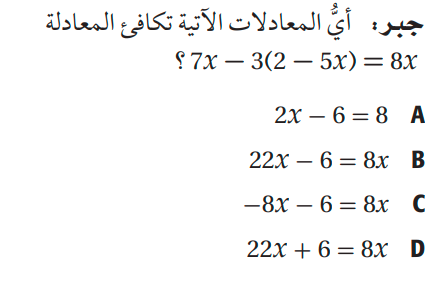 جبر: أيُّ المعادلات الآتية تكافئ المعادلة
7x − 3(2 − 5x) = 8x ؟
A 2x − 6 = 8
B 22x − 6 = 8x
C −8x − 6 = 8x
D 22x + 6 = 8x